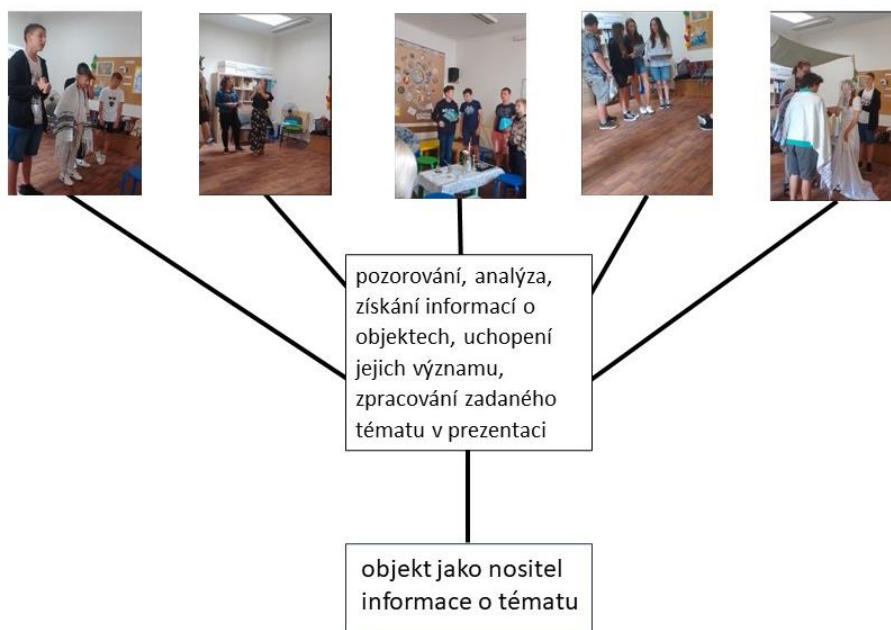 pozorování, analýza,
získání informací o
objektech, uchopení
jejich významu,
zpracování zadaného
tématu v prezentaci
objekt jako nositel
informace o tématu